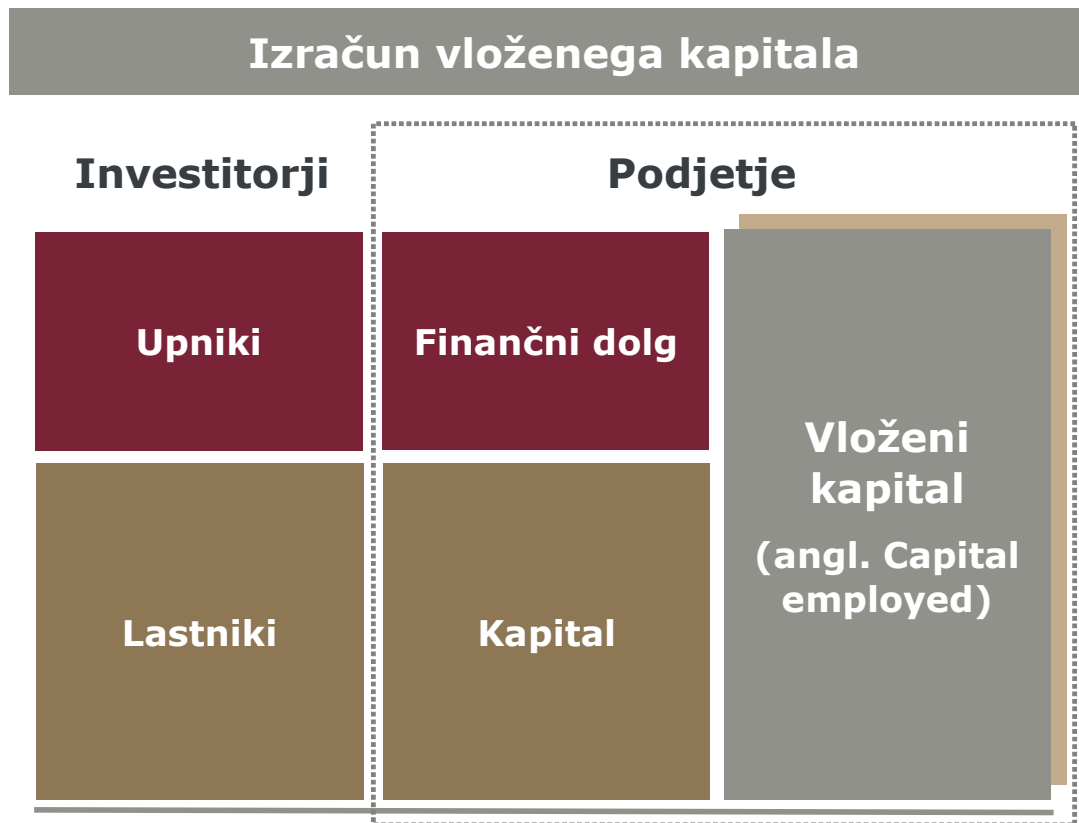 Izračun vloženega kapitala
Investitorji
Podjetje
Upniki
Finančni dolg
Vloženi
kapital
(angl. Capital
employed)
Lastniki
Kapital